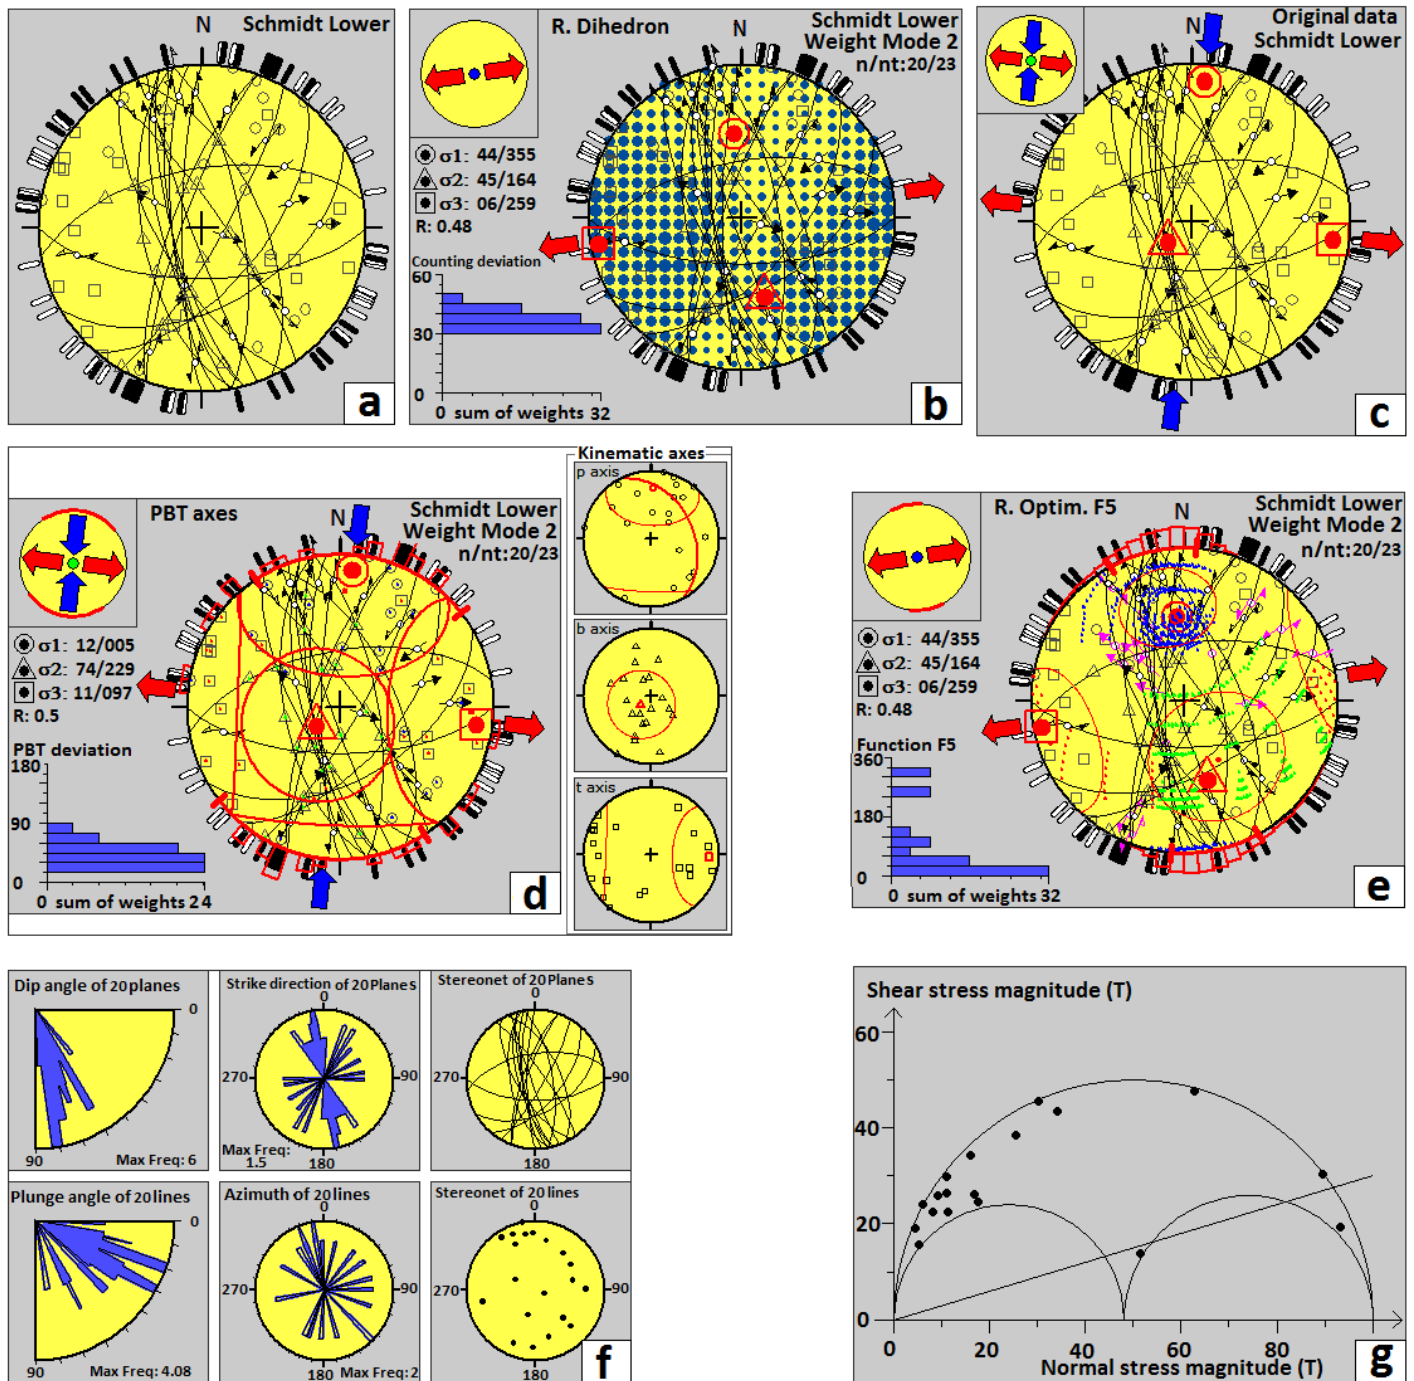 N
Schmidt Lower
a
R. Dihedron
N
Schmidt Lower
Weight Mode 2
n/nt:20/23
σ1: 44/355
σ2: 45/164
σ3: 06/259
R: 0.48
Counting deviation
60
30
0
0 sum of weights 32
b
Original data
N
Schmidt Lower
c
PBT axes
N
Schmidt Lower
Weight Mode 2
n/nt:20/23
σ1: 12/005
σ2: 74/229
σ3: 11/097
R: 0.5
PBT deviation
180
90
0
0 sum of weights 24
d
Kinematic axes
p axis
b axis
t axis
R. Optim. F5
N
Schmidt Lower
Weight Mode 2
n/nt:20/23
σ1: 44/355
σ2: 45/164
σ3: 06/259
R: 0.48
Function F5
360
180
0
0 sum of weights 32
e
Dip angle of 20planes
0
90
Max Freq: 6
Strike direction of 20Planes
0
270
90
Max Freq:
1.5
180
Stereonet of 20Planes
0
270
90
180
Plunge angle of 20 lines
0
90
Max Freq: 4.08
Azimuth of 20 lines
0
270
90
180 Max Freq:2
Stereonet of 20 lines
0
270
90
180
f
Shear stress magnitude (T)
60
40
20
0
0
20
40
60
80
Normal stress magnitude (T)
g